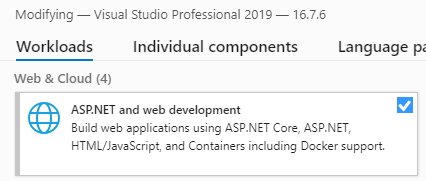 Modifying — Visual Studio Professional 2019 — 16.7.6
Workloads Individual components Language pa
Web & Cloud (4)
ASP.NET and web development
Build web applications using ASP.NET Core, ASP.NET,
HTML/JavaScript, and Containers including Docker support.